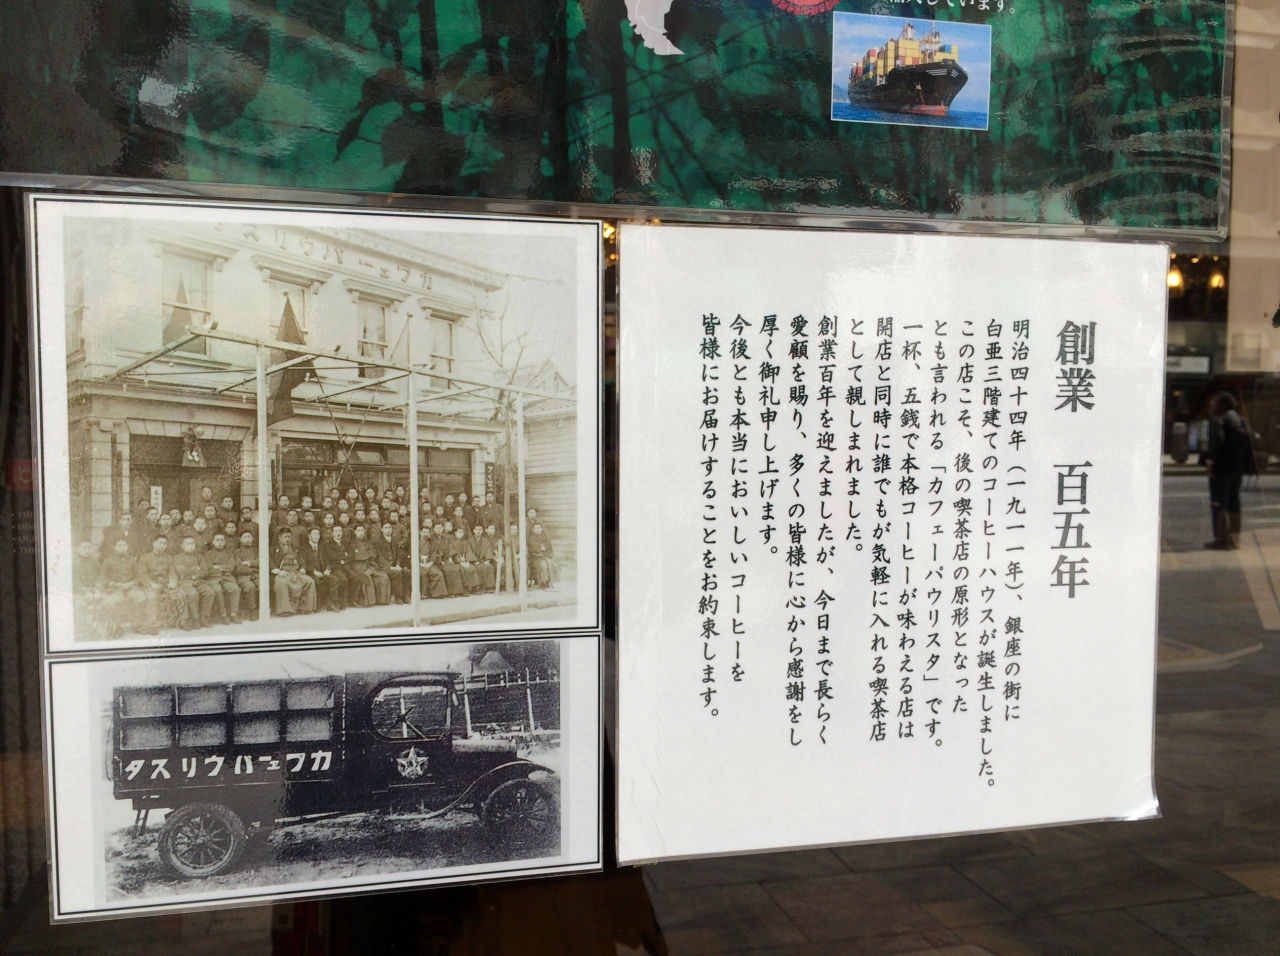 しています。
カフェーパウリスタ
カフェーパウリスタ
創業 百五年
明治四十四年(一九一一年)、銀座の街に
白亜三階建てのコーヒーハウスが誕生しました。
この店こそ、後の喫茶店の原形となった
とも言われる「カフェーパウリスタ」です。
一杯、五銭で本格コーヒーが味わえる店は
開店と同時に誰でもが気軽に入れる喫茶店
として親しまれました。
創業百年を迎えましたが、今日まで長らく
愛顧を賜り、多くの皆様に心から感謝をし
厚く御礼申し上げます。
今後とも本当においしいコーヒーを
皆様にお届けすることをお約束します。